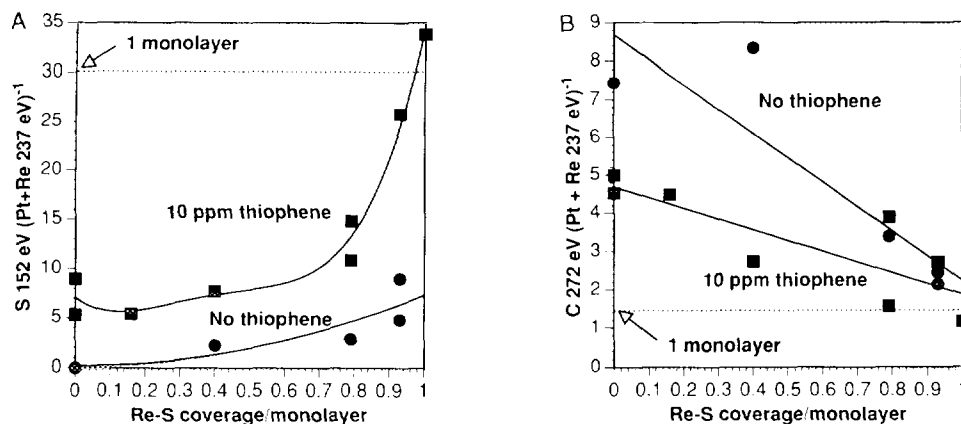 A
S 152 eV (Pt+Re 237 eV)-1
35
30
25
20
15
10
5
0
1 monolayer
10 ppm thiophene
No thiophene
0 0.1 0.2 0.3 0.4 0.5 0.6 0.7 0.8 0.9 1
Re-S coverage/monolayer
B
C 272 eV (Pt + Re 237 eV)-1
9
8
7
6
5
4
3
2
1
0
No thiophene
10 ppm thiophene
1 monolayer
0 0.1 0.2 0.3 0.4 0.5 0.6 0.7 0.8 0.9 1
Re-S coverage/monolayer